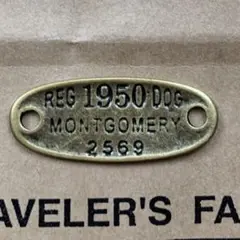 REG 1950 DOG
MONTGOMERY
2569
AVELER'S FA